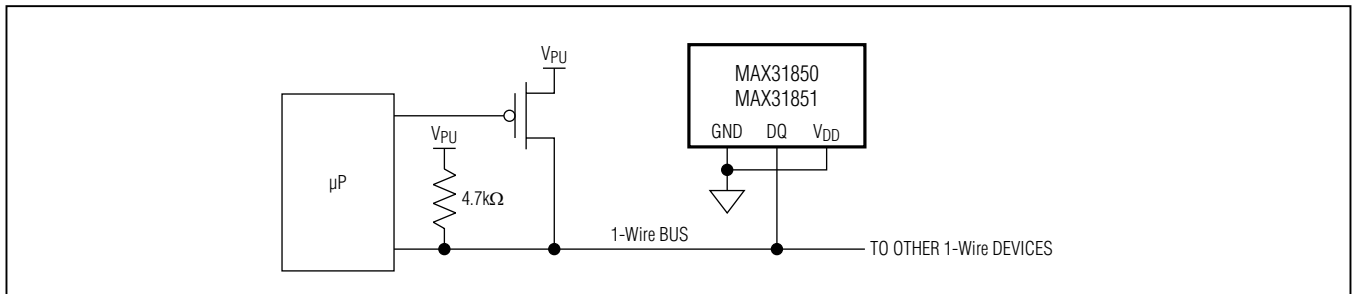 VPU
MAX31850
MAX31851
GND DQ VDD
VPU
µP
4.7kΩ
1-Wire BUS
TO OTHER 1-Wire DEVICES